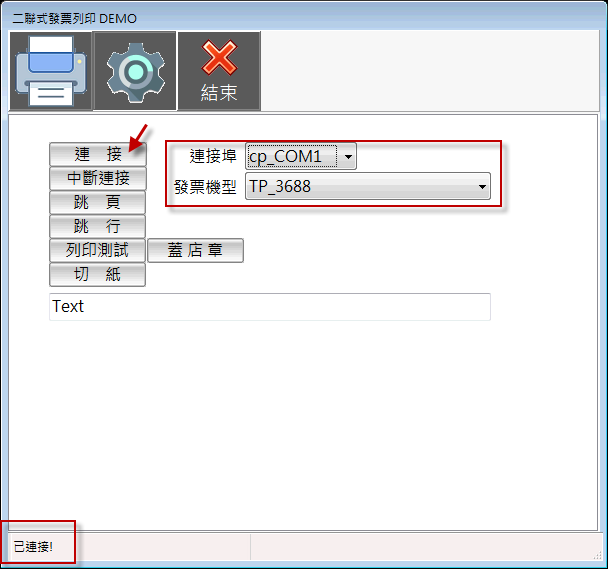 二聯式發票列印 DEMO
結束
連 接
連接埠 cp_COM1
中斷連接
發票機型 TP_3688
跳 頁
跳 行
列印測試 蓋 店 章
切 紙
Text
已連接!